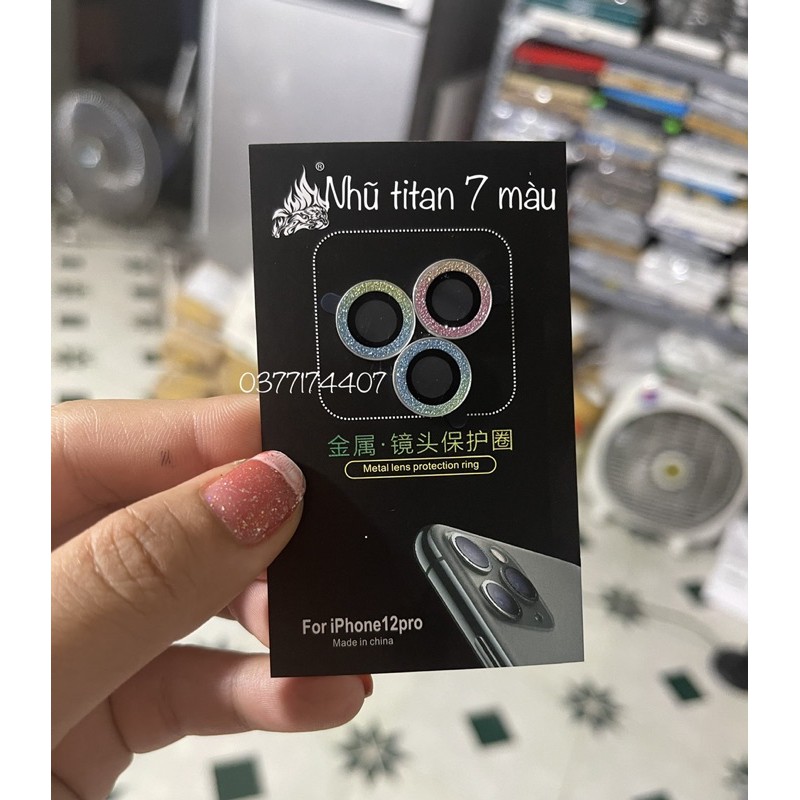 ®
Nhũ titan 7 màu
0377174407
金属·镜头保护圈
Metal lens protection ring
For iPhone12pro
Made in china